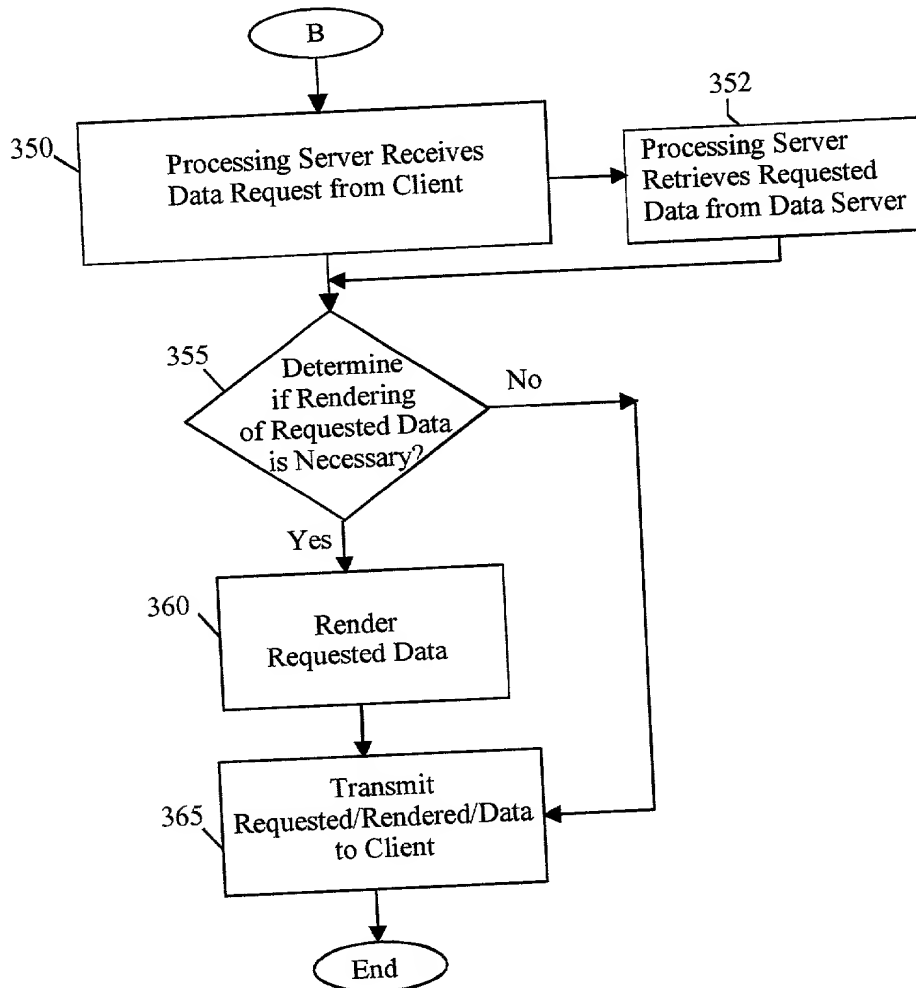 B
350
Processing Server Receives
Data Request from Client
352
Processing Server
Retrieves Requested
Data from Data Server
355
Determine
if Rendering
of Requested Data
is Necessary?
No
Yes
360
Render
Requested Data
365
Transmit
Requested/Rendered/Data
to Client
End